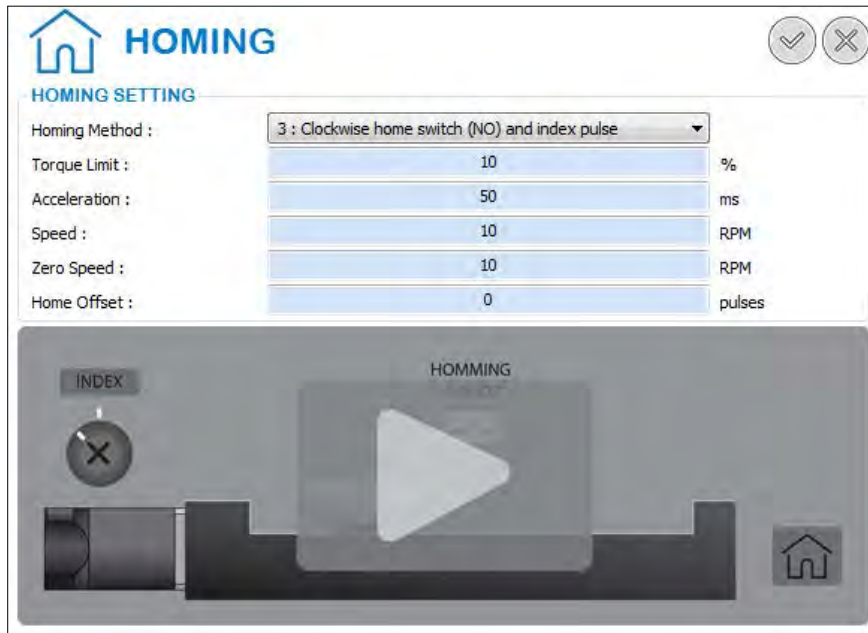 HOMING
HOMING SETTING
Homing Method : 3 : Clockwise home switch (NO) and index pulse
Torque Limit : 10 %
Acceleration : 50 ms
Speed : 10 RPM
Zero Speed : 10 RPM
Home Offset : 0 pulses
HOMMING
INDEX